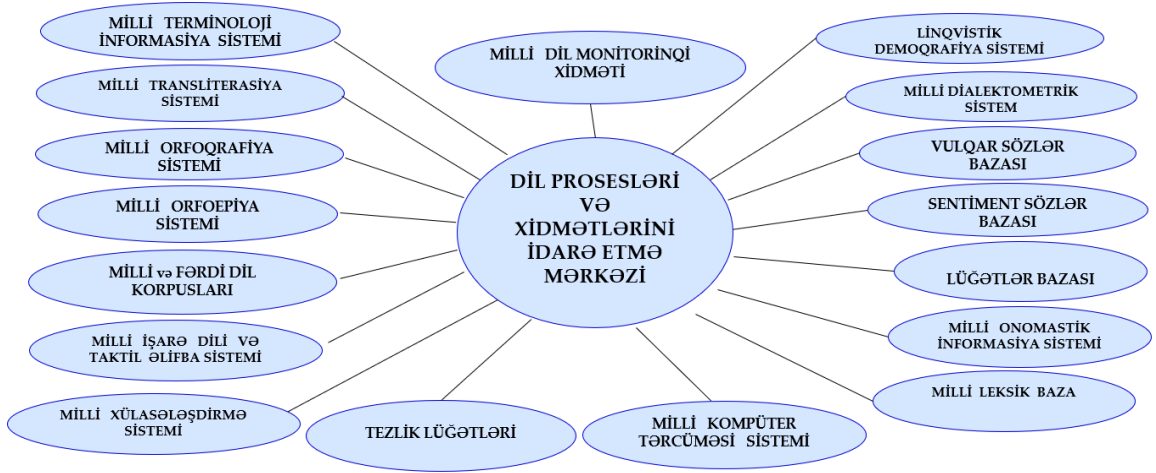 MİLLİ TERMİNOLOJİ
İNFORMASİYA SİSTEMİ
MİLLİ TRANSLİTERASİYA
SİSTEMİ
MİLLİ ORFOQRAFİYA
SİSTEMİ
MİLLİ ORFOEPİYA
SİSTEMİ
MİLLİ və FƏRDİ DİL
KORPUSLARI
MİLLİ İŞARƏ DİLİ VƏ
TAKTİL ƏLİFBA SİSTEMİ
MİLLİ XÜLASƏLƏŞDİRMƏ
SİSTEMİ
MİLLİ DİL MONİTORİNQİ
XİDMƏTİ
DİL PROSESLƏRİ
VƏ
XİDMƏTLƏRİNİ
İDARƏ ETMƏ
MƏRKƏZİ
TEZLİK LÜĞƏTLƏRİ
MİLLİ KOMPÜTER
TƏRCÜMƏSİ SİSTEMİ
LİNQVİSTİK
DEMOQRAFİYA SİSTEMİ
MİLLİ DİALEKTOMETRİK
SİSTEM
VULQAR SÖZLƏR
BAZASI
SENTİMENT SÖZLƏR
BAZASI
LÜĞƏTLƏR BAZASI
MİLLİ ONOMASTİK
İNFORMASİYA SİSTEMİ
MİLLİ LEKSİK BAZA